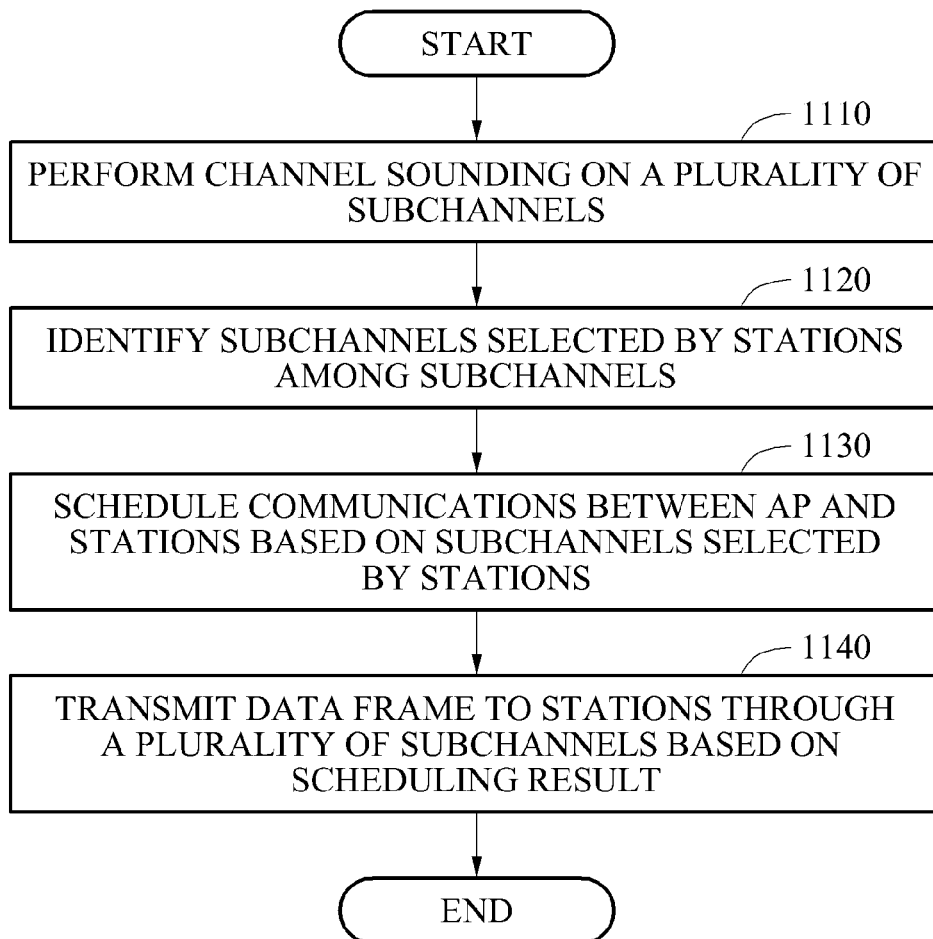 START
1110
PERFORM CHANNEL SOUNDING ON A PLURALITY OF
SUBCHANNELS
1120
IDENTIFY SUBCHANNELS SELECTED BY STATIONS
AMONG SUBCHANNELS
1130
SCHEDULE COMMUNICATIONS BETWEEN AP AND
STATIONS BASED ON SUBCHANNELS SELECTED
BY STATIONS
1140
TRANSMIT DATA FRAME TO STATIONS THROUGH
A PLURALITY OF SUBCHANNELS BASED ON
SCHEDULING RESULT
END